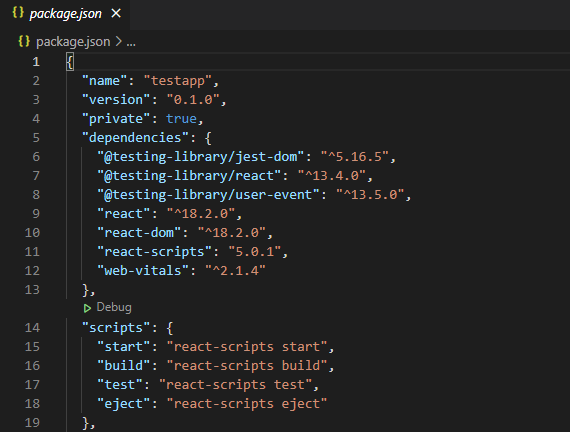 {} package.json ×
{} package.json > ...
1 {
2 "name": "testapp",
3 "version": "0.1.0",
4 "private": true,
5 "dependencies": {
6 "@testing-library/jest-dom": "^5.16.5",
7 "@testing-library/react": "^13.4.0",
8 "@testing-library/user-event": "^13.5.0",
9 "react": "^18.2.0",
10 "react-dom": "^18.2.0",
11 "react-scripts": "5.0.1",
12 "web-vitals": "^2.1.4"
13 },
Debug
14 "scripts": {
15 "start": "react-scripts start",
16 "build": "react-scripts build",
17 "test": "react-scripts test",
18 "eject": "react-scripts eject"
19 },